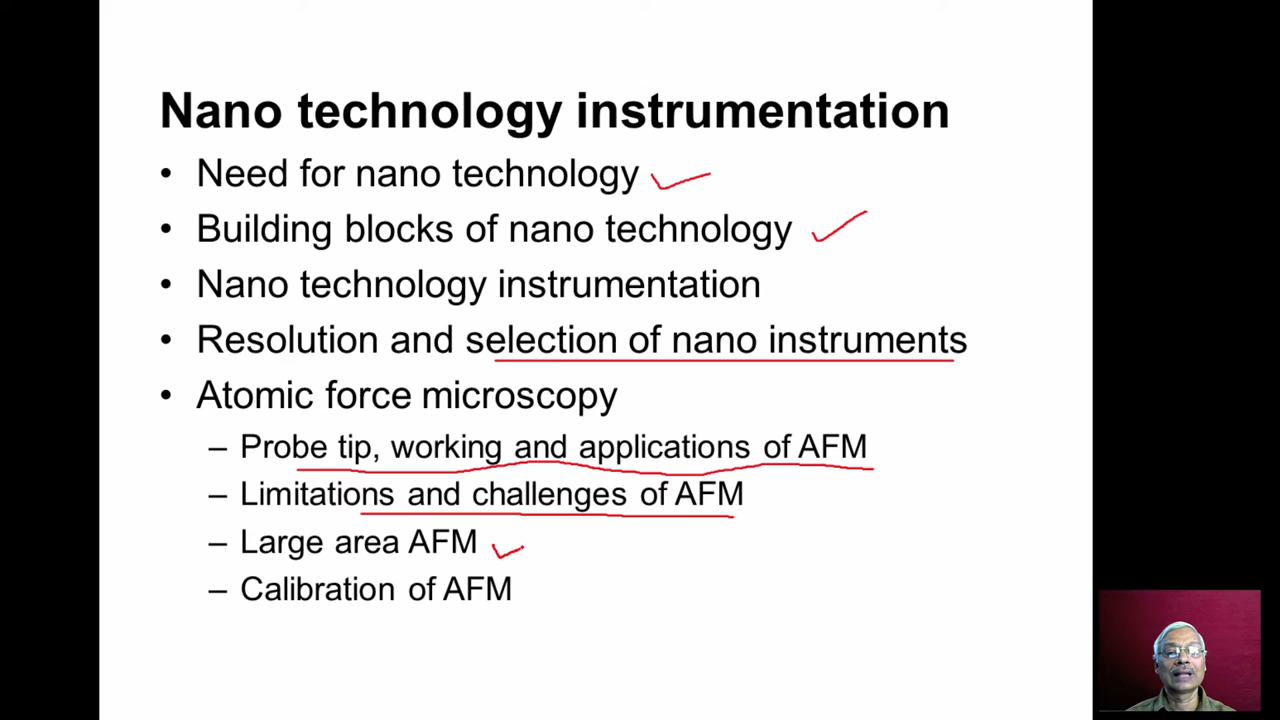 Nano technology instrumentation
• Need for nano technology
• Building blocks of nano technology
• Nano technology instrumentation
• Resolution and selection of nano instruments
• Atomic force microscopy
– Probe tip, working and applications of AFM
– Limitations and challenges of AFM
– Large area AFM
– Calibration of AFM